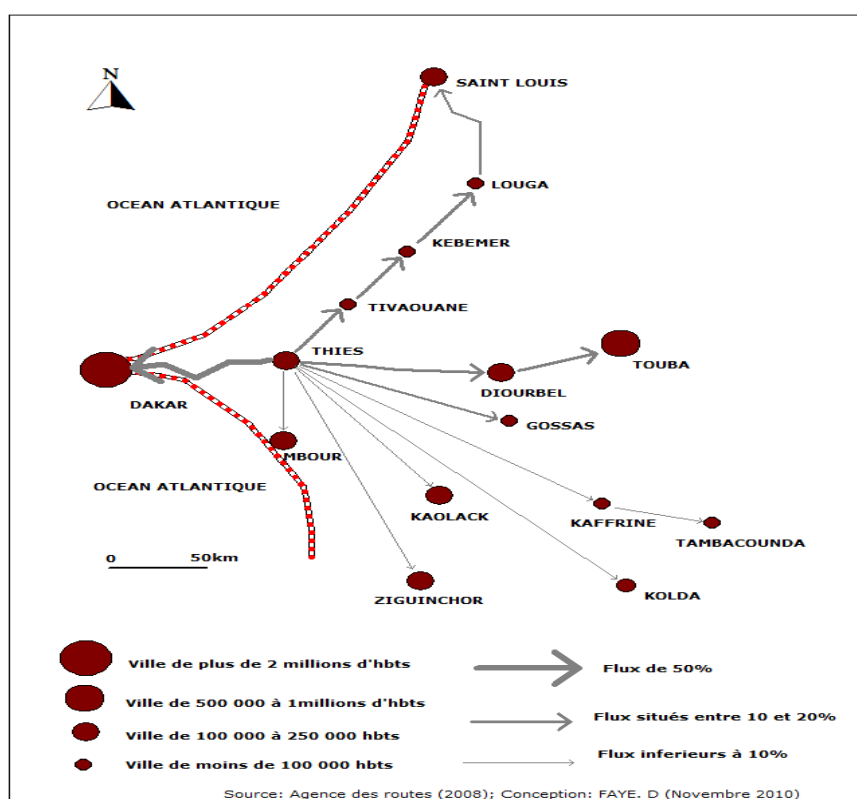 N
SAINT LOUIS
LOUGA
OCEAN ATLANTIQUE
KEBEMER
TIVAOUANE
THIES
TOUBA
DIOURBEL
DAKAR
GOSSAS
MBOUR
OCEAN ATLANTIQUE
KAOLACK
KAFFRINE
TAMBACOUNDA
0 50km
ZIGUINCHOR
KOLDA
Ville de plus de 2 millions d'hbts
Flux de 50%
Ville de 500 000 à 1millions d'hbts
Flux situés entre 10 et 20%
Ville de 100 000 à 250 000 hbts
Flux inferieurs à 10%
Ville de moins de 100 000 hbts
Source: Agence des routes (2008); Conception: FAYE. D (Novembre 2010)